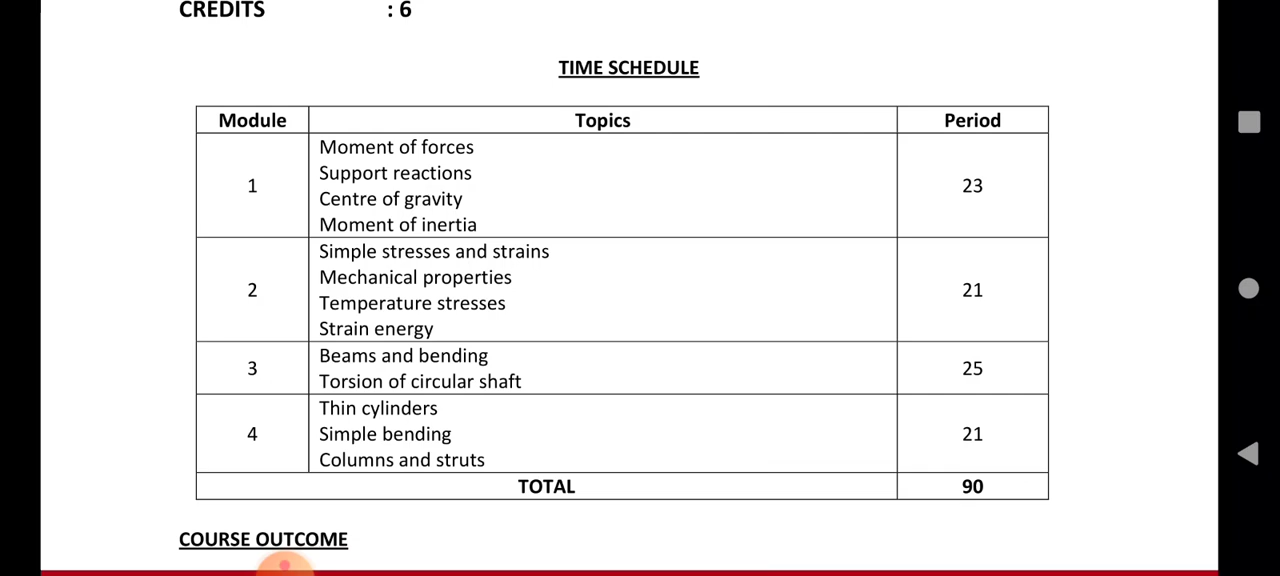 CREDITS : 6
TIME SCHEDULE
Module Topics Period
Moment of forces
Support reactions
1 23
Centre of gravity
Moment of inertia
Simple stresses and strains
Mechanical properties
2 21
Temperature stresses
Strain energy
Beams and bending
3 25
Torsion of circular shaft
Thin cylinders
4 Simple bending 21
Columns and struts
TOTAL 90
COURSE OUTCOME